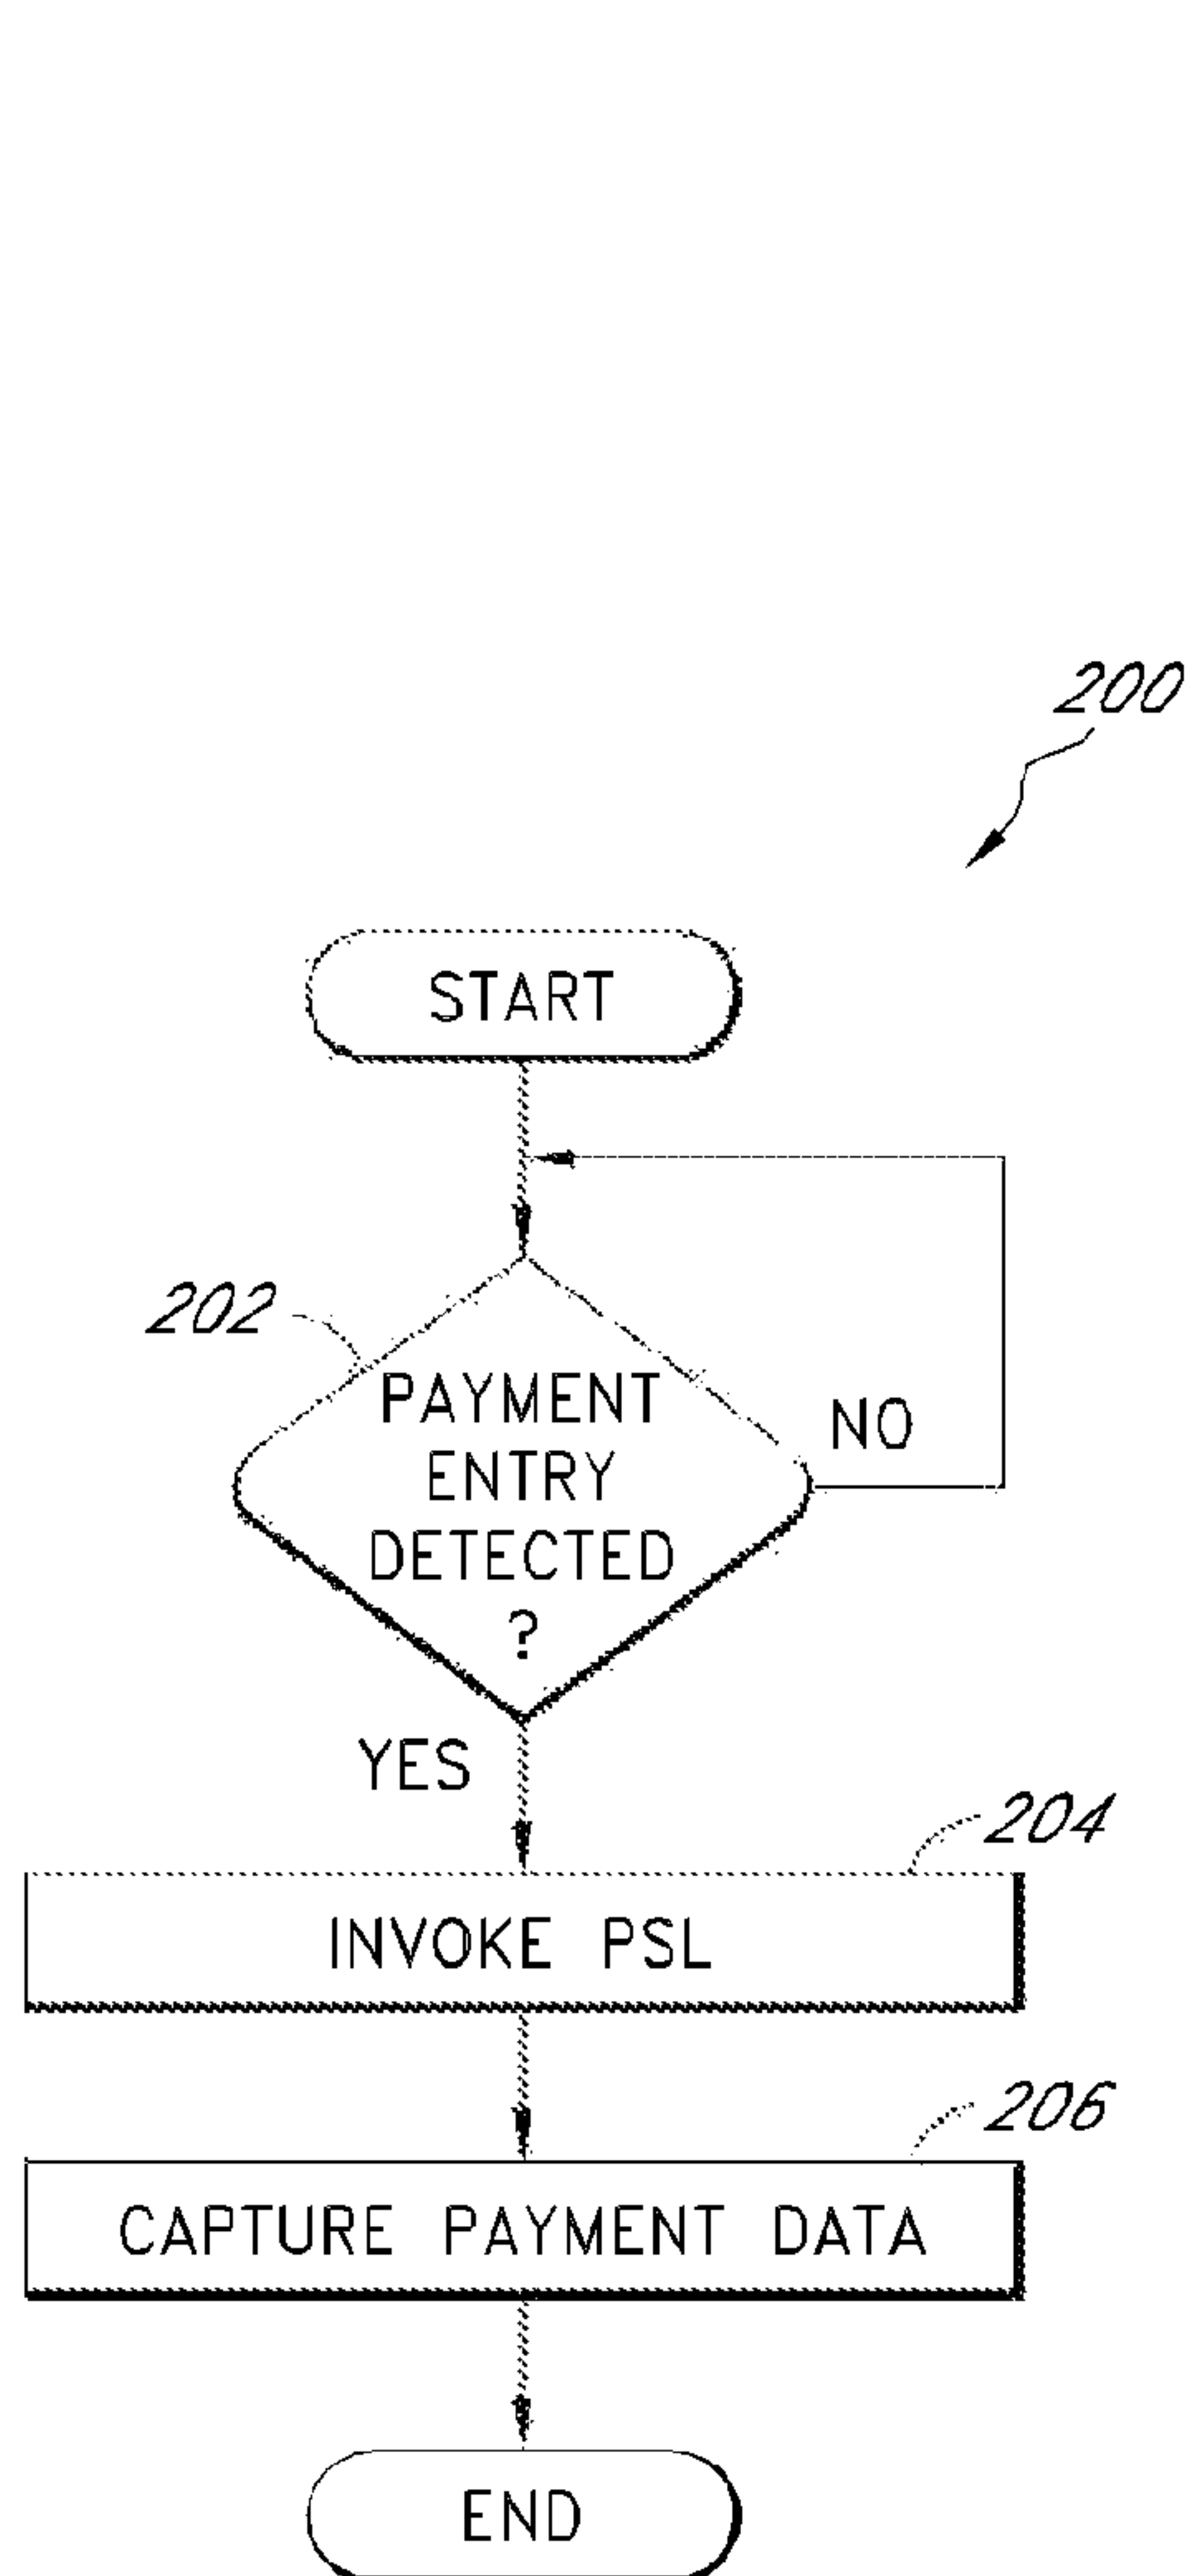 200
START
202
PAYMENT
ENTRY
DETECTED
?
NO
YES
204
INVOKE PSL
206
CAPTURE PAYMENT DATA
END